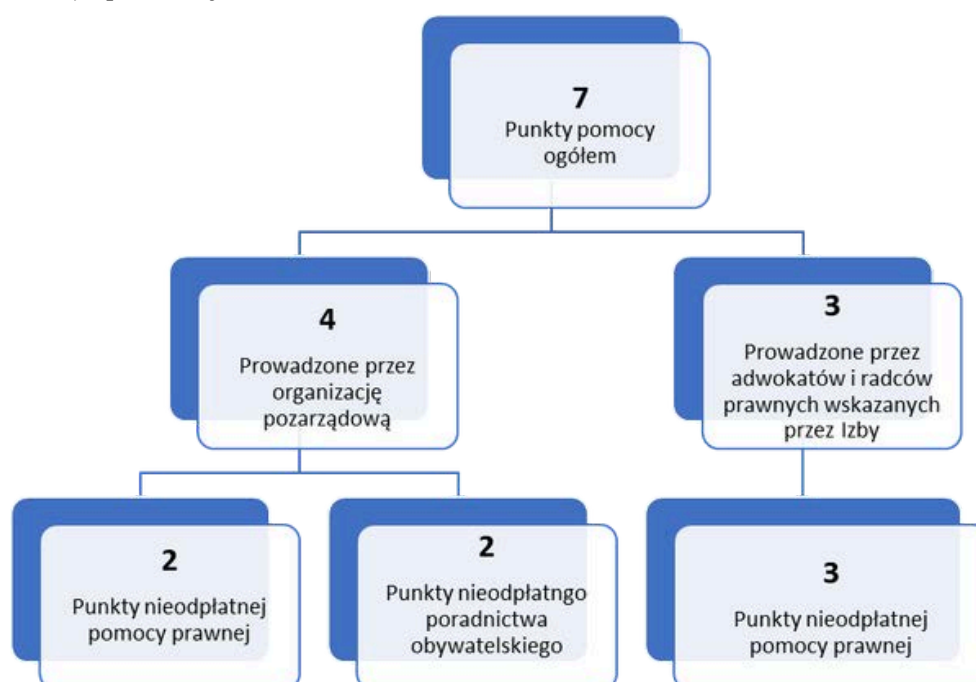 7
Punkty pomocy
ogółem
4
Prowadzone przez
organizację
pozarządową
3
Prowadzone przez
adwokatów i radców
prawnych wskazanych
przez Izby
2
Punkty nieodpłatnej
pomocy prawnej
2
Punkty nieodpłatngo
poradnictwa
obywatelskiego
3
Punkty nieodpłatnej
pomocy prawnej